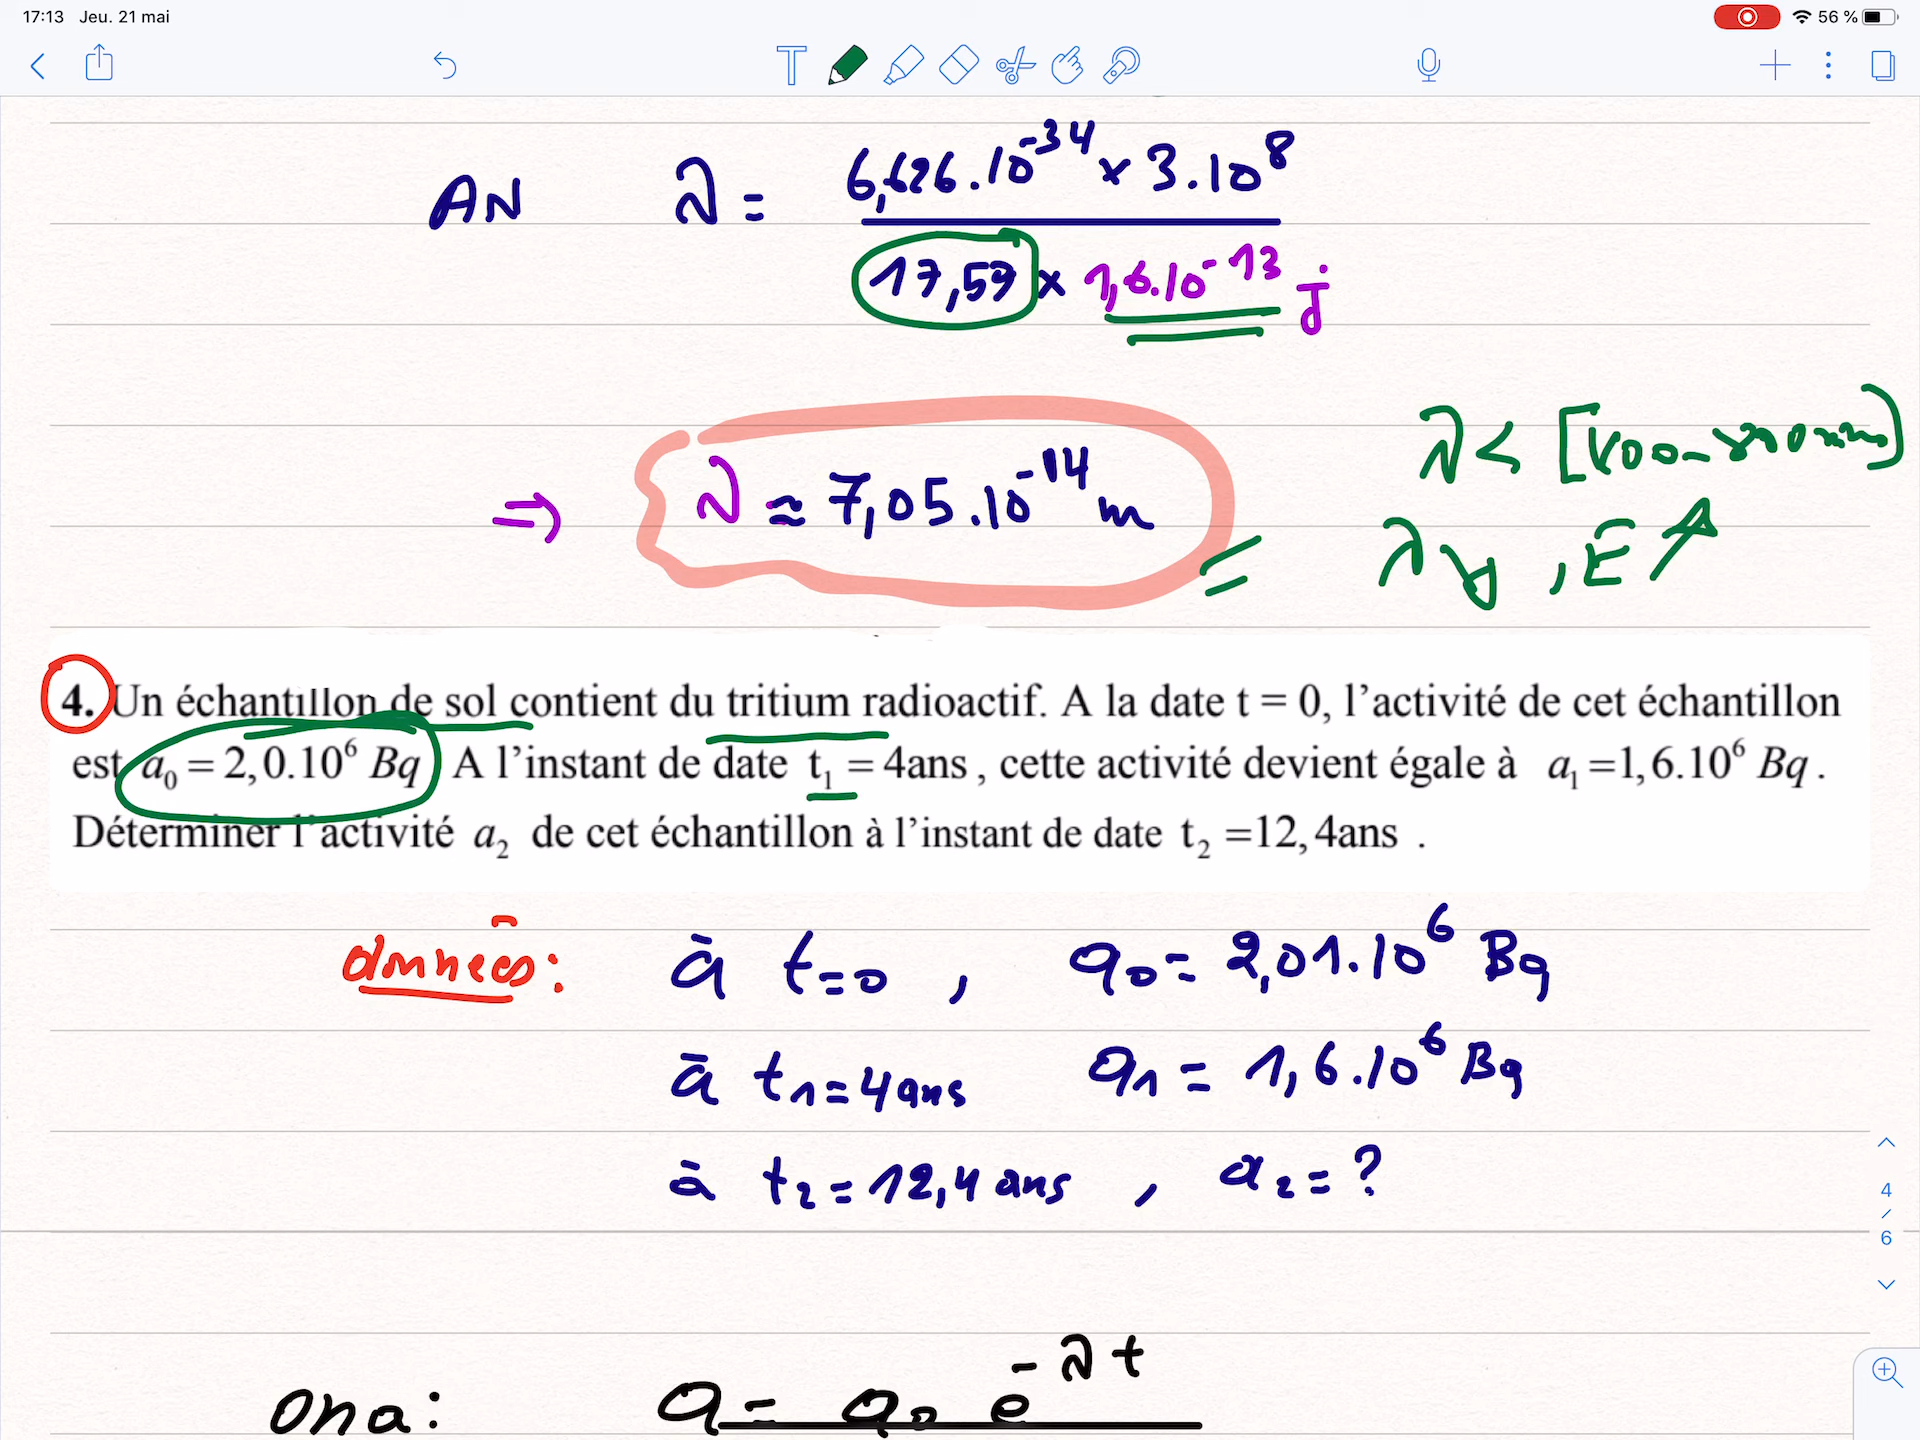 17:13 Jeu. 21 mai 56 %
AN λ = 6,626.10⁻³⁴ × 3.10⁸
17,59 × 1,6.10⁻¹³ j
⇒ λ ≈ 7,05.10⁻¹⁴ m
λ < [400-800nm]
λ ↘, E ↗
4. Un échantillon de sol contient du tritium radioactif. A la date t = 0, l'activité de cet échantillon
est a₀ = 2,0.10⁶ Bq A l'instant de date t₁ = 4ans , cette activité devient égale à a₁ =1,6.10⁶ Bq .
Déterminer l'activité a₂ de cet échantillon à l'instant de date t₂ =12,4ans .
données: à t=0 , a₀ = 2,01.10⁶ Bq
à t₁=4ans a₁ = 1,6.10⁶ Bq
à t₂=12,4 ans , a₂=?
4
/
6
ona: a = a₀ e^-λt